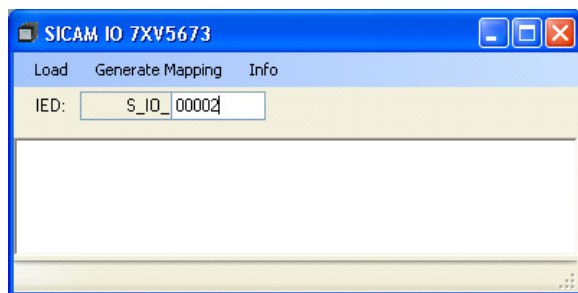 SICAM IO 7XV5673
Load Generate Mapping Info
IED: S_IO_ 00002